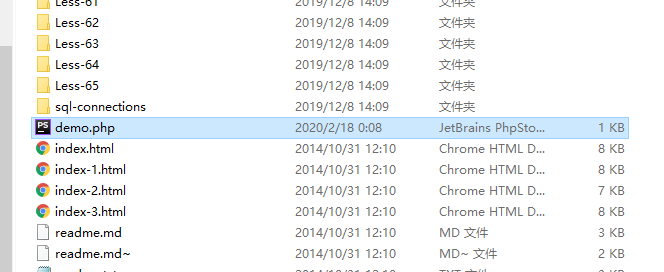 Less-61 2019/12/8 14:09 文件夹
Less-62 2019/12/8 14:09 文件夹
Less-63 2019/12/8 14:09 文件夹
Less-64 2019/12/8 14:09 文件夹
Less-65 2019/12/8 14:09 文件夹
sql-connections 2019/12/8 14:09 文件夹
demo.php 2020/2/18 0:08 JetBrains PhpSto... 1 KB
index.html 2014/10/31 12:10 Chrome HTML D... 8 KB
index-1.html 2014/10/31 12:10 Chrome HTML D... 8 KB
index-2.html 2014/10/31 12:10 Chrome HTML D... 7 KB
index-3.html 2014/10/31 12:10 Chrome HTML D... 8 KB
readme.md 2014/10/31 12:10 MD 文件 3 KB
readme.md~ 2014/10/31 12:10 MD~ 文件 2 KB